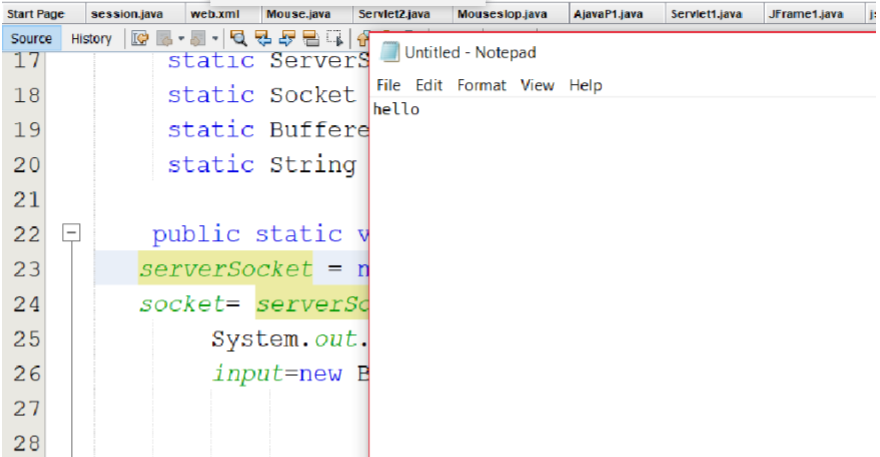 Start Page session.java web.xml Mouse.java Servlet2.java Mouseslop.java AjavaP1.java Servlet1.java JFrame1.java
Source History
Untitled - Notepad
File Edit Format View Help
hello
17 static ServerS
18 static Socket
19 static Buffere
20 static String
21
22 public static v
23 serverSocket = n
24 socket= serverSo
25 System.out.
26 input=new B
27
28